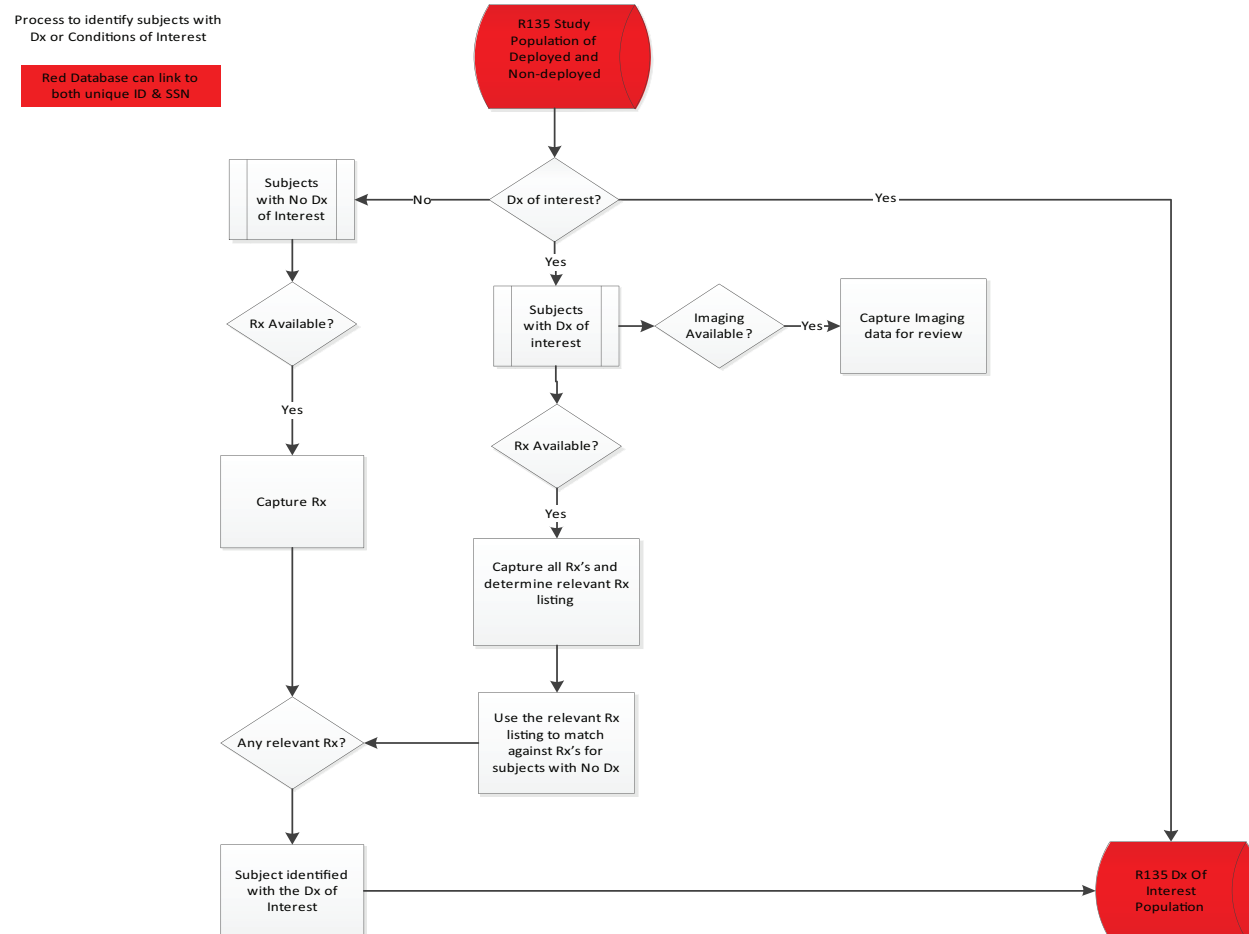 Process to identify subjects with
Dx or Conditions of Interest
Red Database can link to
both unique ID & SSN
R135 Study
Population of
Deployed and
Non-deployed
Subjects
with No Dx
of Interest
No
Dx of interest?
Yes
Yes
Rx Available?
Subjects
with Dx of
interest
Imaging
Available?
Yes
Capture Imaging
data for review
Yes
Rx Available?
Capture Rx
Yes
Capture all Rx's and
determine relevant Rx
listing
Any relevant Rx?
Use the relevant Rx
listing to match
against Rx's for
subjects with No Dx
Subject identified
with the Dx of
Interest
R135 Dx Of
Interest
Population